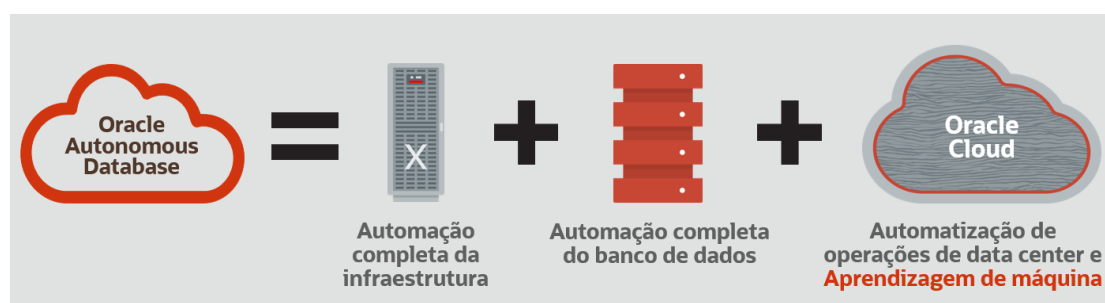 Oracle
Autonomous
Database
=
X
+
+
Oracle
Cloud
Automação
completa da
infraestrutura
Automação completa
do banco de dados
Automatização de
operações de data center e
Aprendizagem de máquina